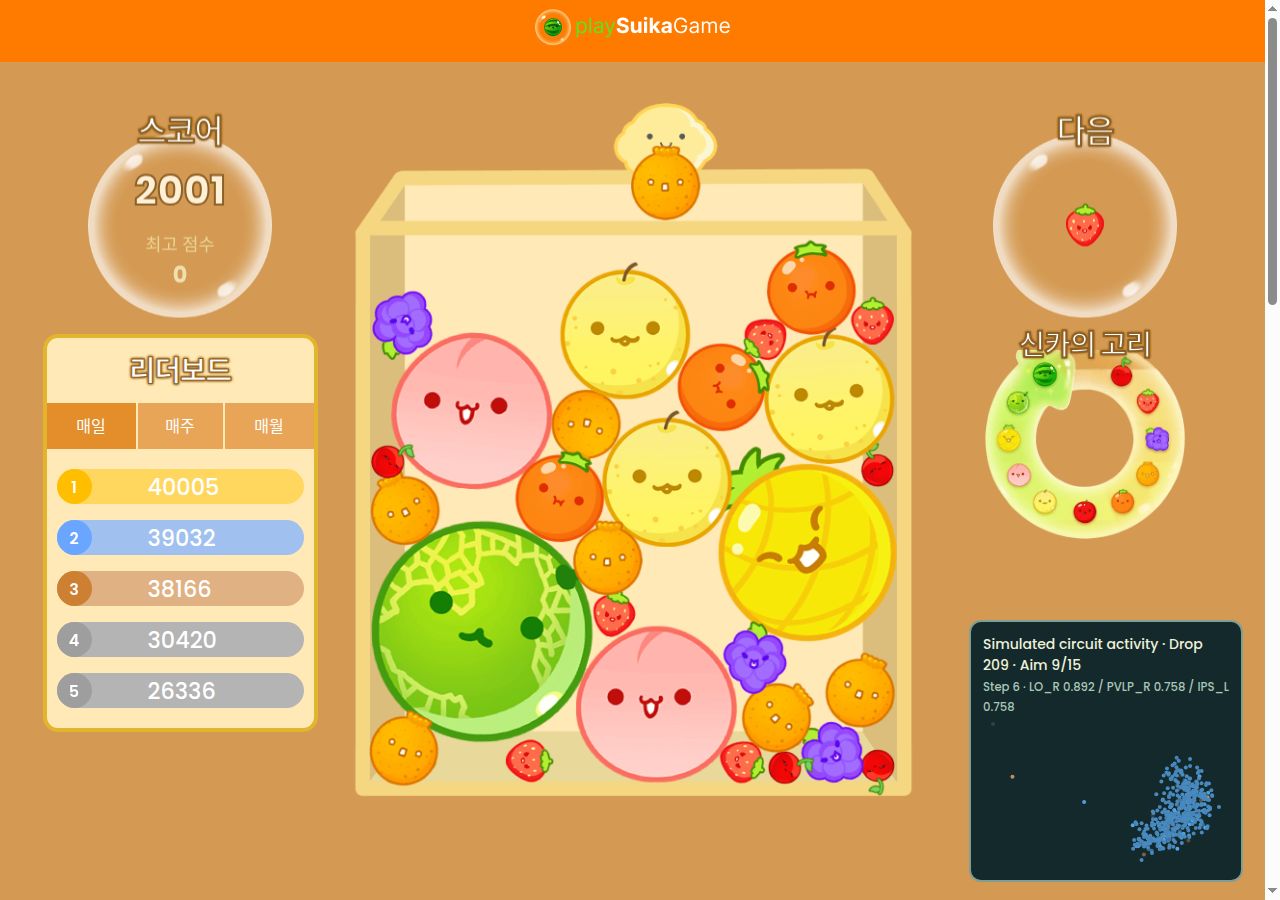 playSuikaGame
스코어
2001
최고 점수
0
다음
리더보드
매일 매주 매월
1 40005
2 39032
3 38166
4 30420
5 26336
신카의 고리
Simulated circuit activity · Drop
209 · Aim 9/15
Step 6 · LO_R 0.892 / PVLP_R 0.758 / IPS_L
0.758